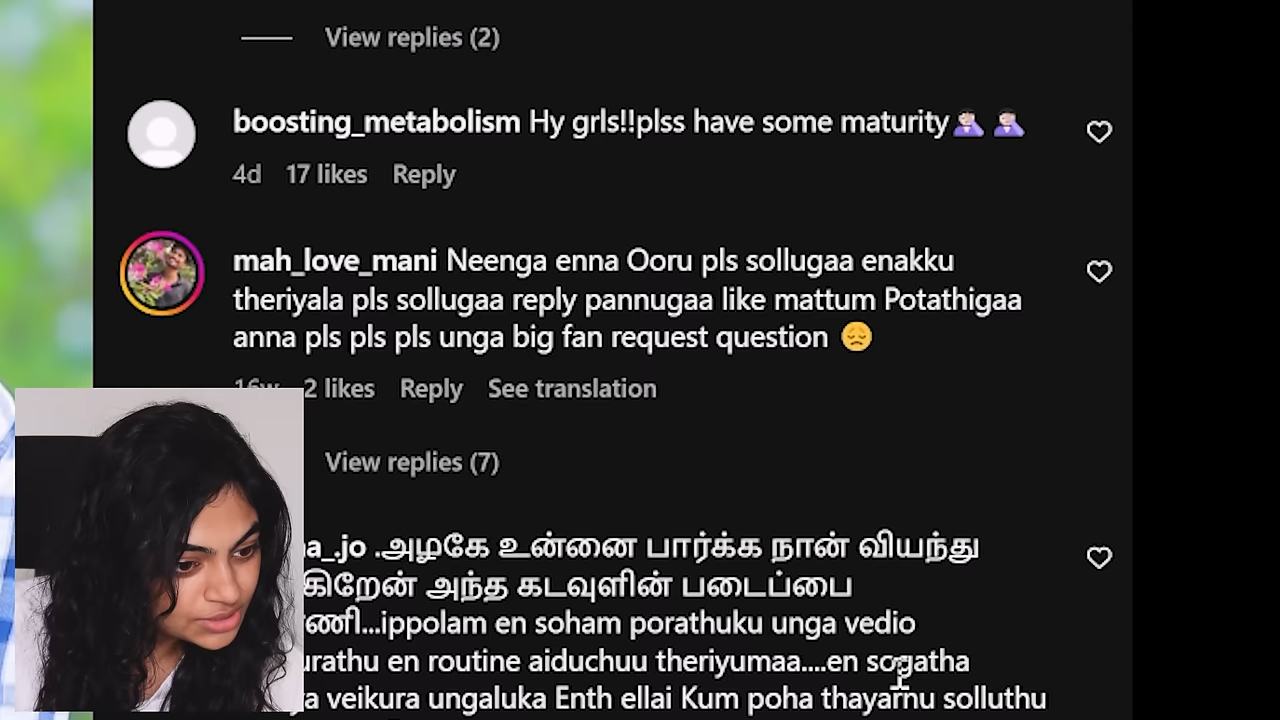 View replies (2)
boosting_metabolism Hy grls!!plss have some maturity🤦🏻‍♀️🤦🏻‍♀️
4d 17 likes Reply
mah_love_mani Neenga enna Ooru pls sollugaa enakku
theriyala pls sollugaa reply pannugaa like mattum Potathigaa
anna pls pls pls unga big fan request question 😞
2 likes Reply See translation
View replies (7)
.அழகே உன்னை பார்க்க நான் வியந்து
அந்த கடவுளின் படைப்பை
...ippolam en soham porathuku unga vedio
en routine aiduchuu theriyumaa....en sogatha
veikura ungaluka Enth ellai Kum poha thayarnu solluthu